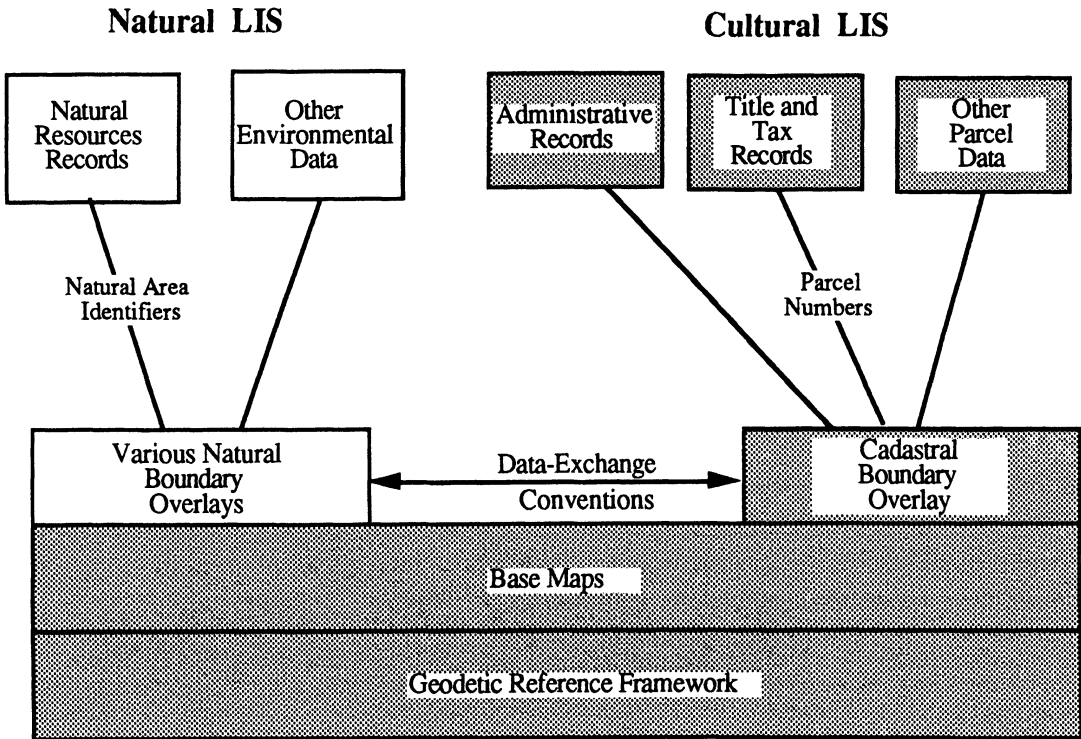 Natural LIS
Cultural LIS
Natural
Resources
Records
Other
Environmental
Data
Administrative
Records
Title and
Tax
Records
Other
Parcel
Data
Natural Area
Identifiers
Parcel
Numbers
Various Natural
Boundary
Overlays
Data-Exchange
Conventions
Cadastral
Boundary
Overlay
Base Maps
Geodetic Reference Framework